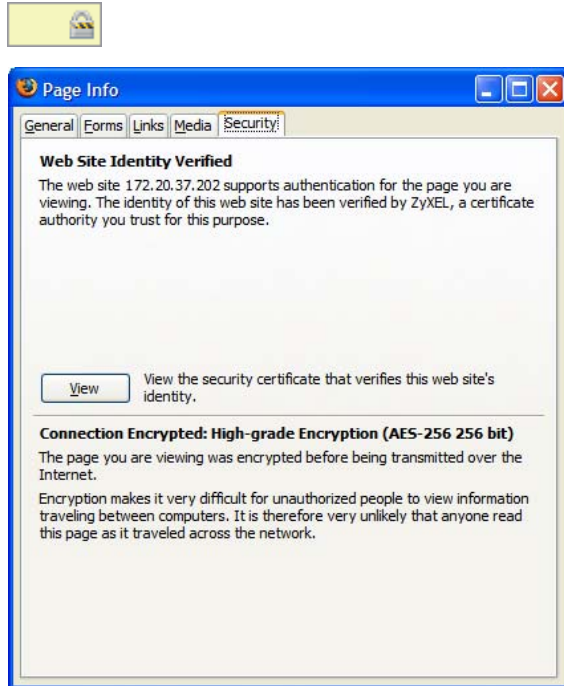 Page Info
General Forms Links Media Security
Web Site Identity Verified
The web site 172.20.37.202 supports authentication for the page you are
viewing. The identity of this web site has been verified by ZyXEL, a certificate
authority you trust for this purpose.
View
View the security certificate that verifies this web site's
identity.
Connection Encrypted: High-grade Encryption (AES-256 256 bit)
The page you are viewing was encrypted before being transmitted over the
Internet.
Encryption makes it very difficult for unauthorized people to view information
traveling between computers. It is therefore very unlikely that anyone read
this page as it traveled across the network.